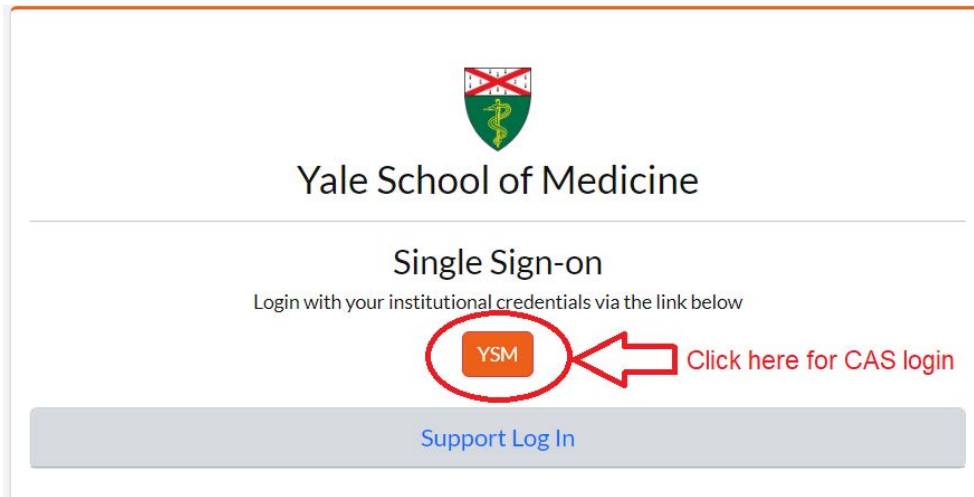 Yale School of Medicine
Single Sign-on
Login with your institutional credentials via the link below
YSM
Click here for CAS login
Support Log In